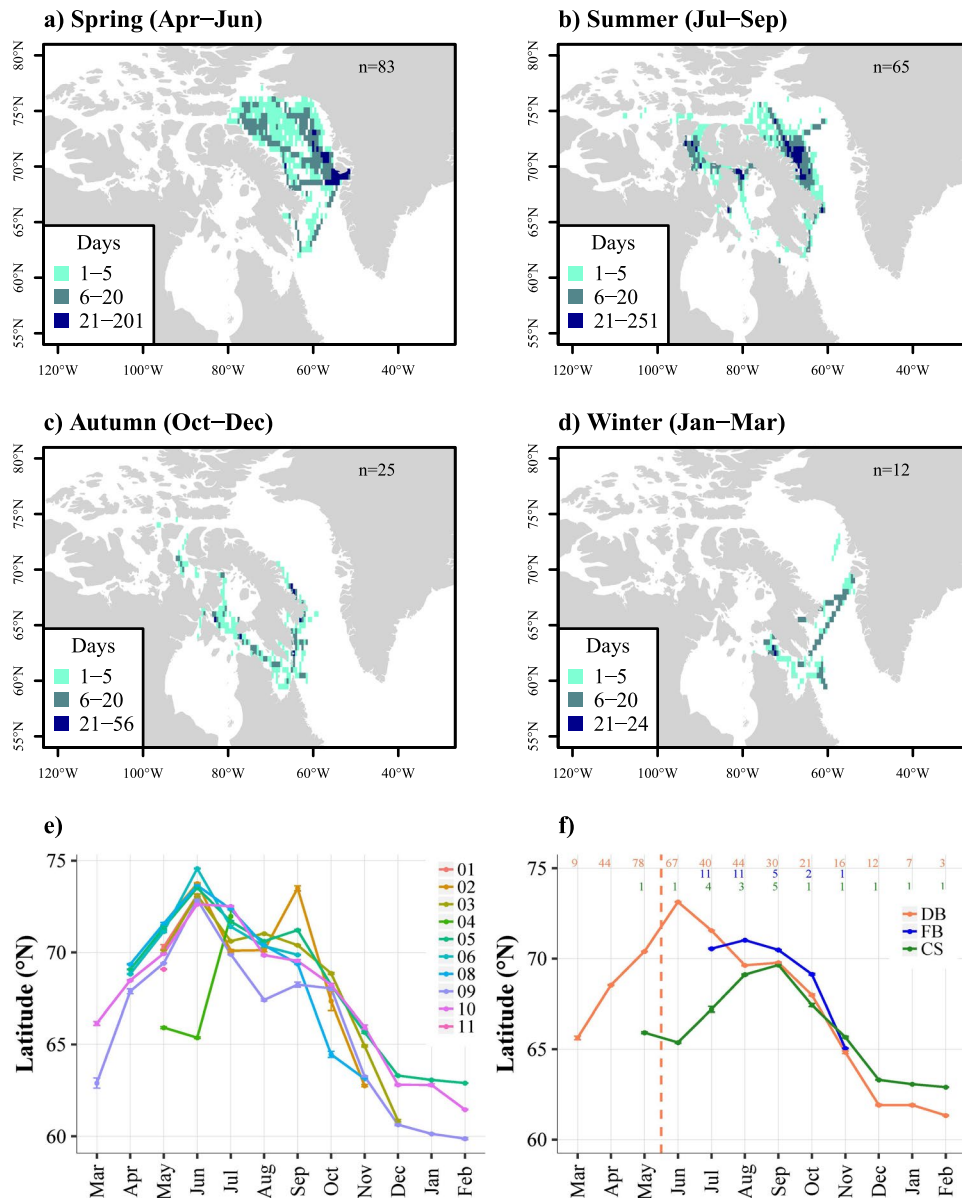 a) Spring (Apr–Jun)
80°N
75°N
70°N
65°N
60°N
55°N
n=83
Days
1–5
6–20
21–201
120°W 100°W 80°W 60°W 40°W
b) Summer (Jul–Sep)
80°N
75°N
70°N
65°N
60°N
55°N
n=65
Days
1–5
6–20
21–251
120°W 100°W 80°W 60°W 40°W
c) Autumn (Oct–Dec)
80°N
75°N
70°N
65°N
60°N
55°N
n=25
Days
1–5
6–20
21–56
120°W 100°W 80°W 60°W 40°W
d) Winter (Jan–Mar)
80°N
75°N
70°N
65°N
60°N
55°N
n=12
Days
1–5
6–20
21–24
120°W 100°W 80°W 60°W 40°W
e)
Latitude (°N)
75
70
65
60
01
02
03
04
05
06
08
09
10
11
Mar Apr May Jun Jul Aug Sep Oct Nov Dec Jan Feb
f)
Latitude (°N)
75
70
65
60
9 44 78 67 40 44 30 21 16 12 7 3
11 11 5 2 1
1 1 4 3 5 1 1 1 1 1
DB
FB
CS
Mar Apr May Jun Jul Aug Sep Oct Nov Dec Jan Feb